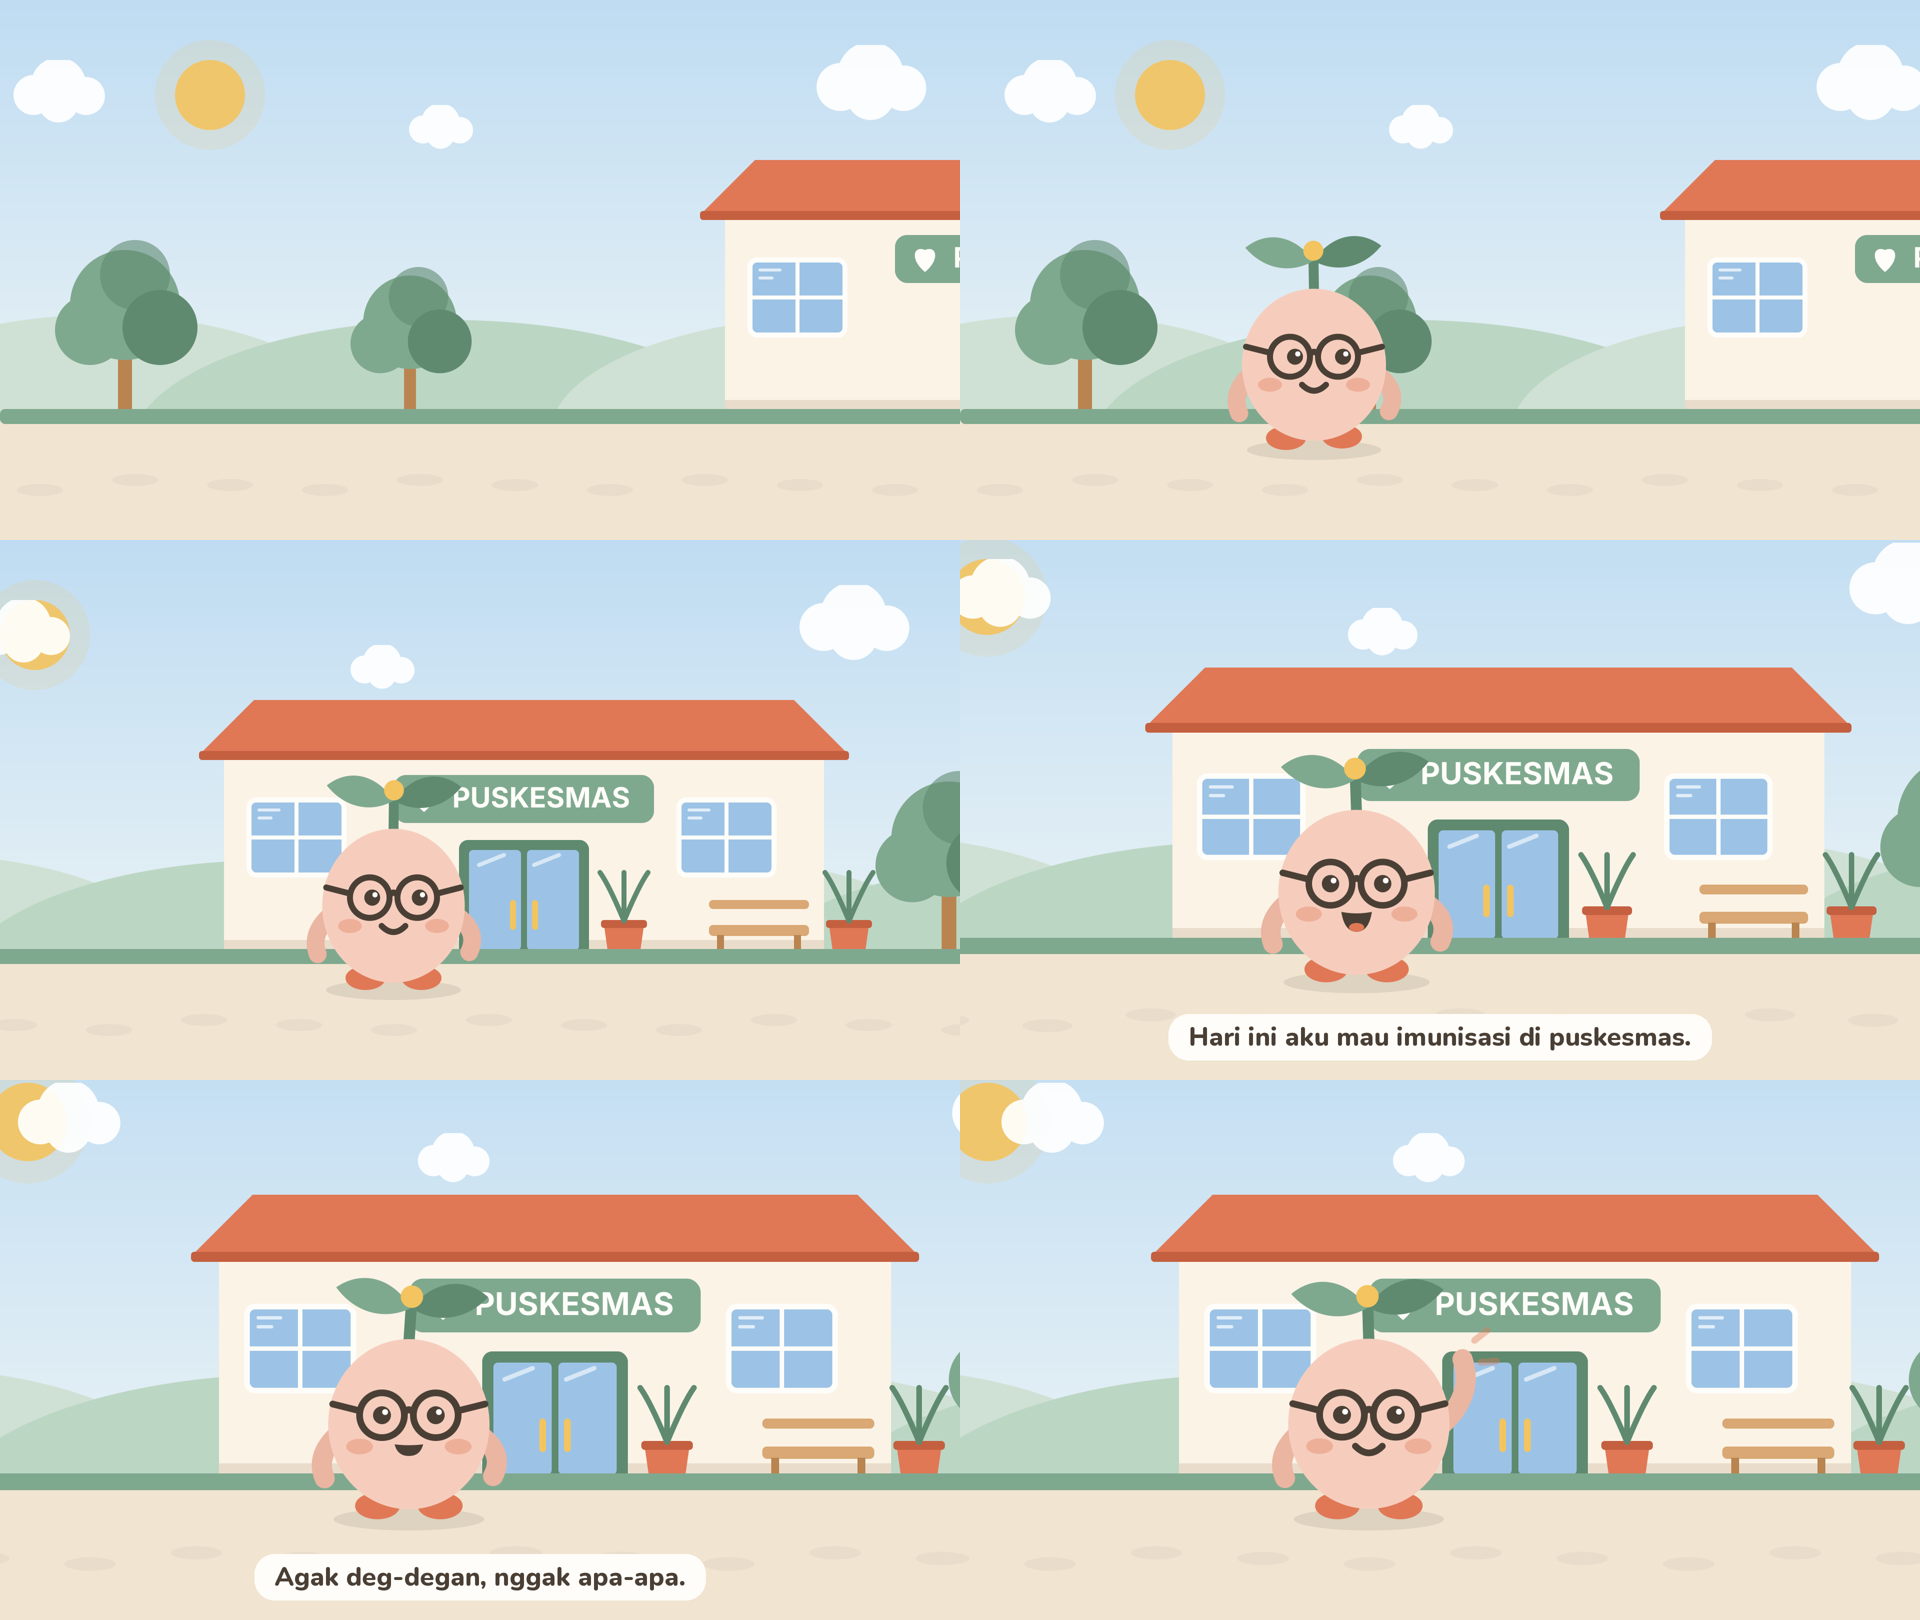 PUSKESMAS
PUSKESMAS
Hari ini aku mau imunisasi di puskesmas.
PUSKESMAS
PUSKESMAS
Agak deg-degan, nggak apa-apa.